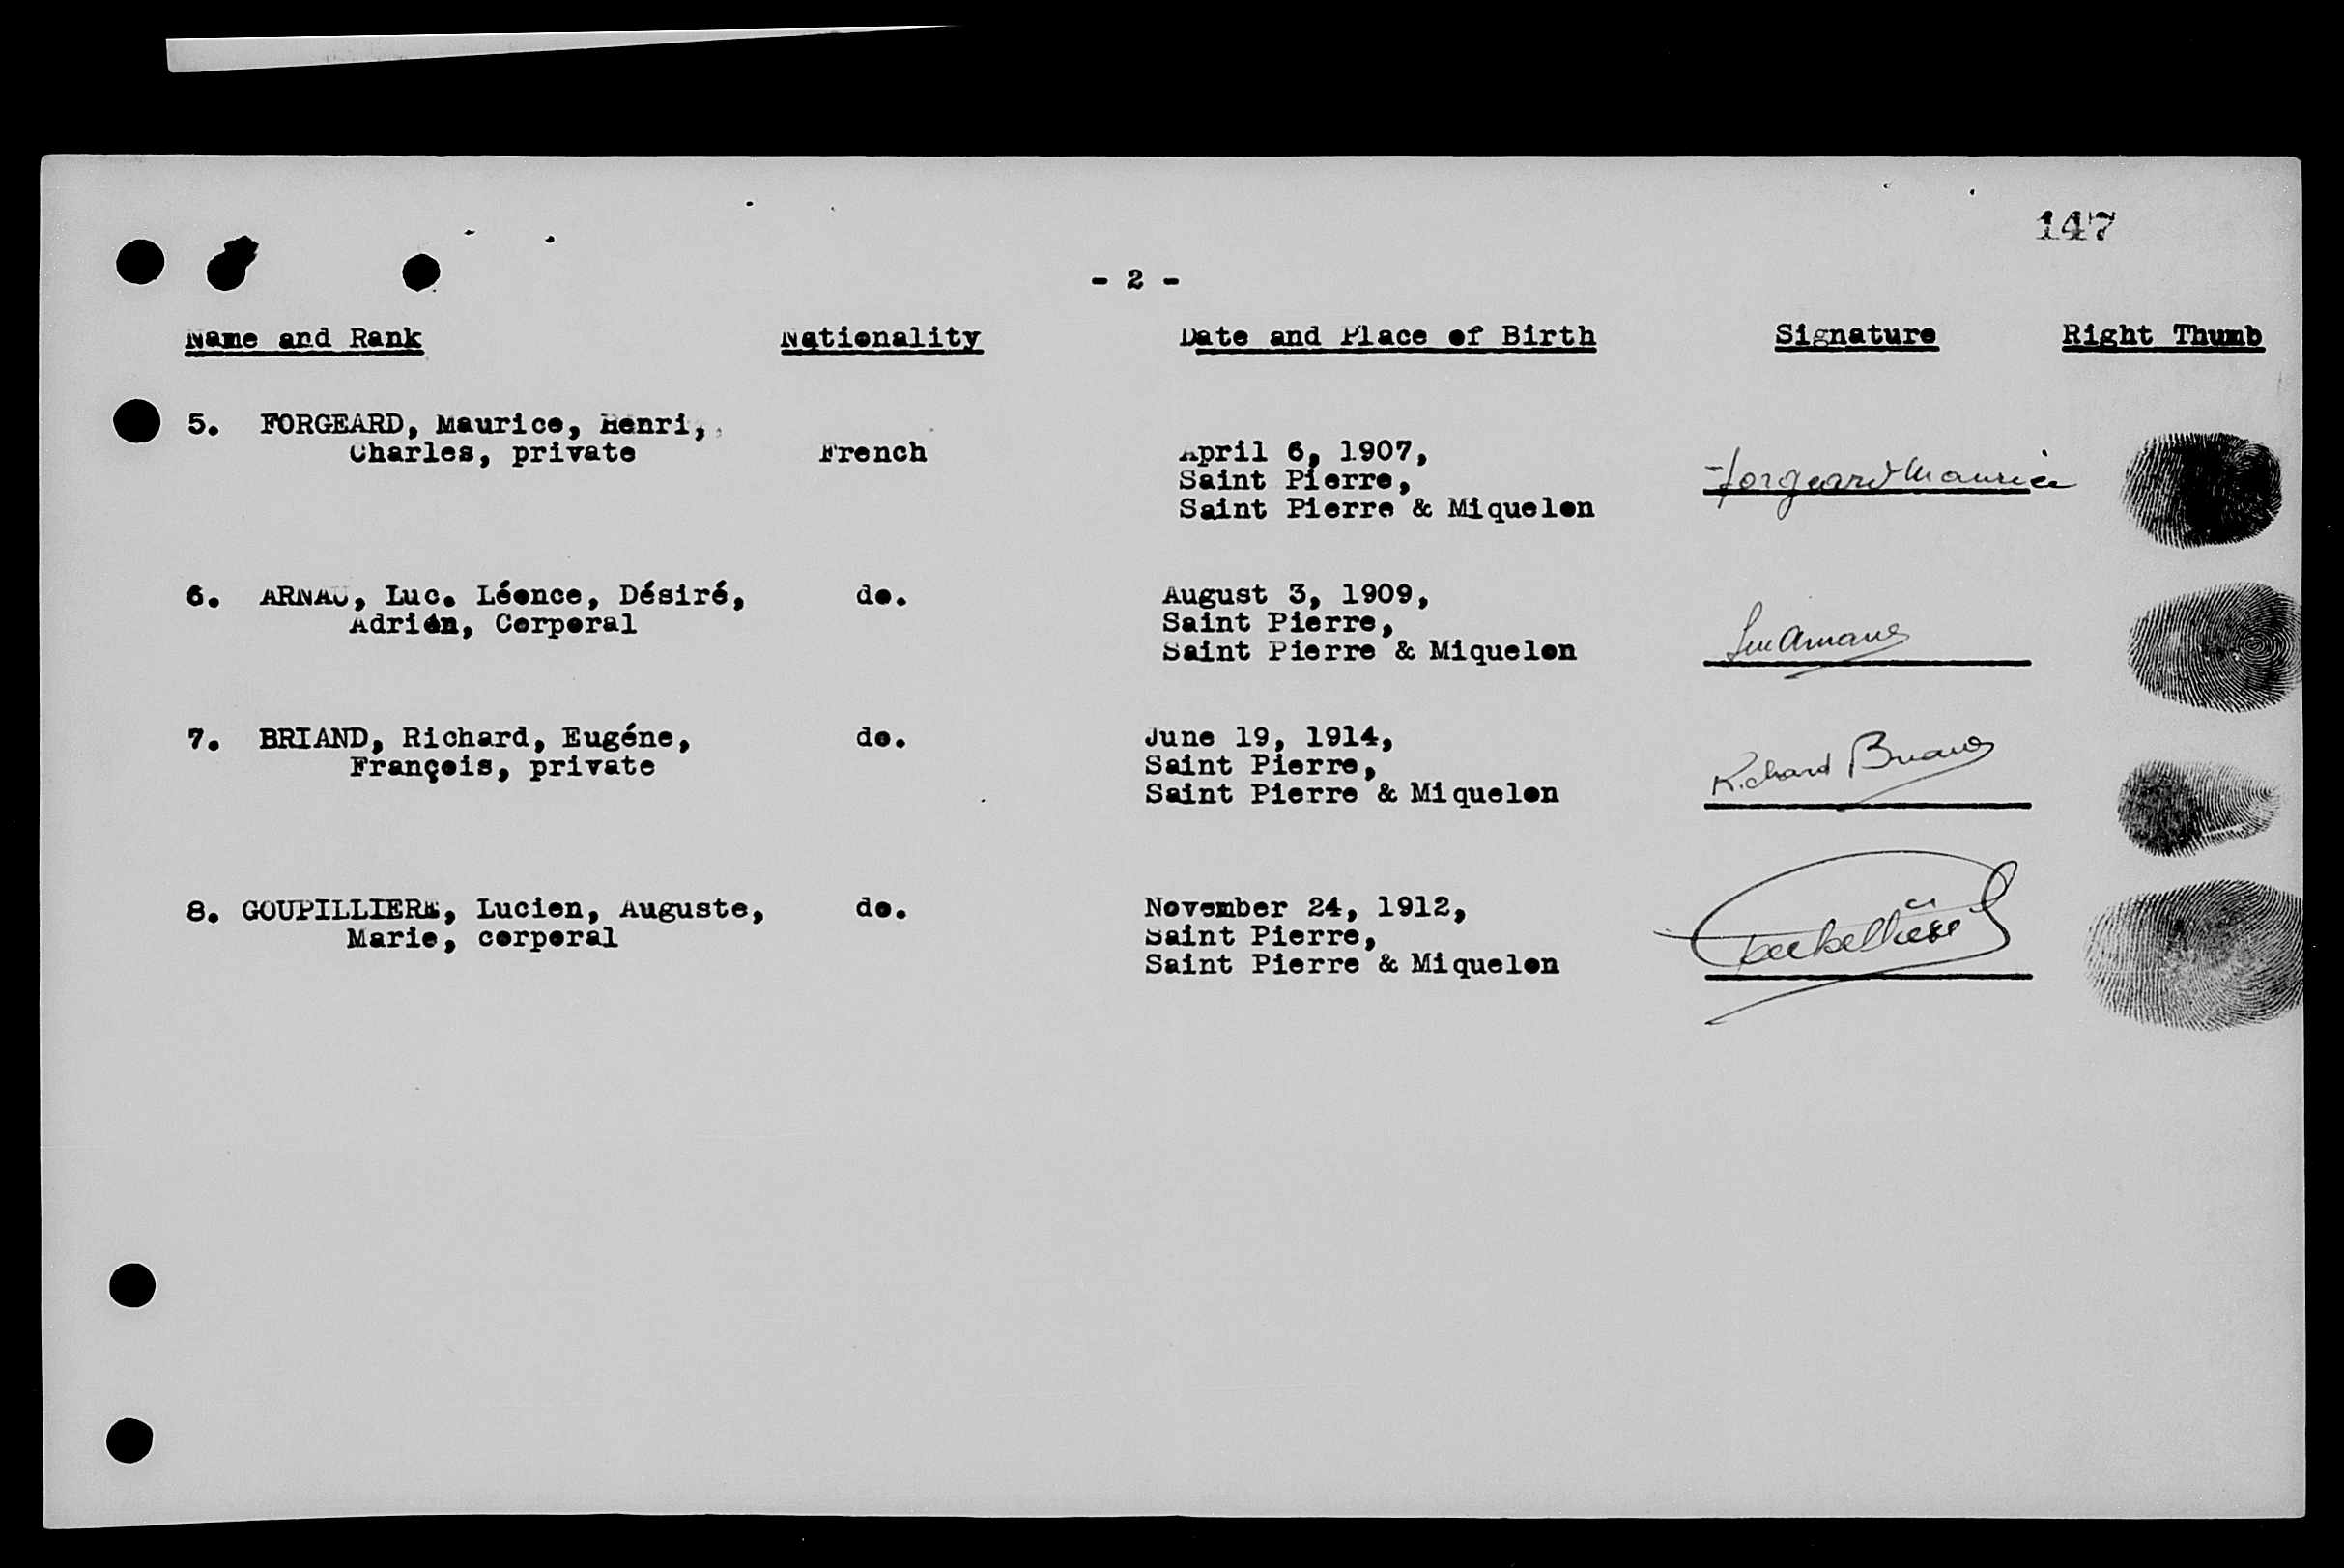 147
- 2 -
Name and Rank Nationality Date and Place of Birth Signature Right Thumb
5. FORGEARD, Maurice, Henri,
Charles, private French April 6, 1907,
Saint Pierre,
Forgeard Maurice
Saint Pierre & Miquelon
6. ARNAU, Luc. Léonce, Désiré, do. August 3, 1909,
Adrién, Corporal Saint Pierre,
Luc Arnau
Saint Pierre & Miquelon
7. BRIAND, Richard, Eugéne, do. June 19, 1914,
François, private Saint Pierre,
Richard Briand
Saint Pierre & Miquelon
8. GOUPILLIERE, Lucien, Auguste, do. November 24, 1912,
Marie, corporal Saint Pierre,
Saint Pierre & Miquelon